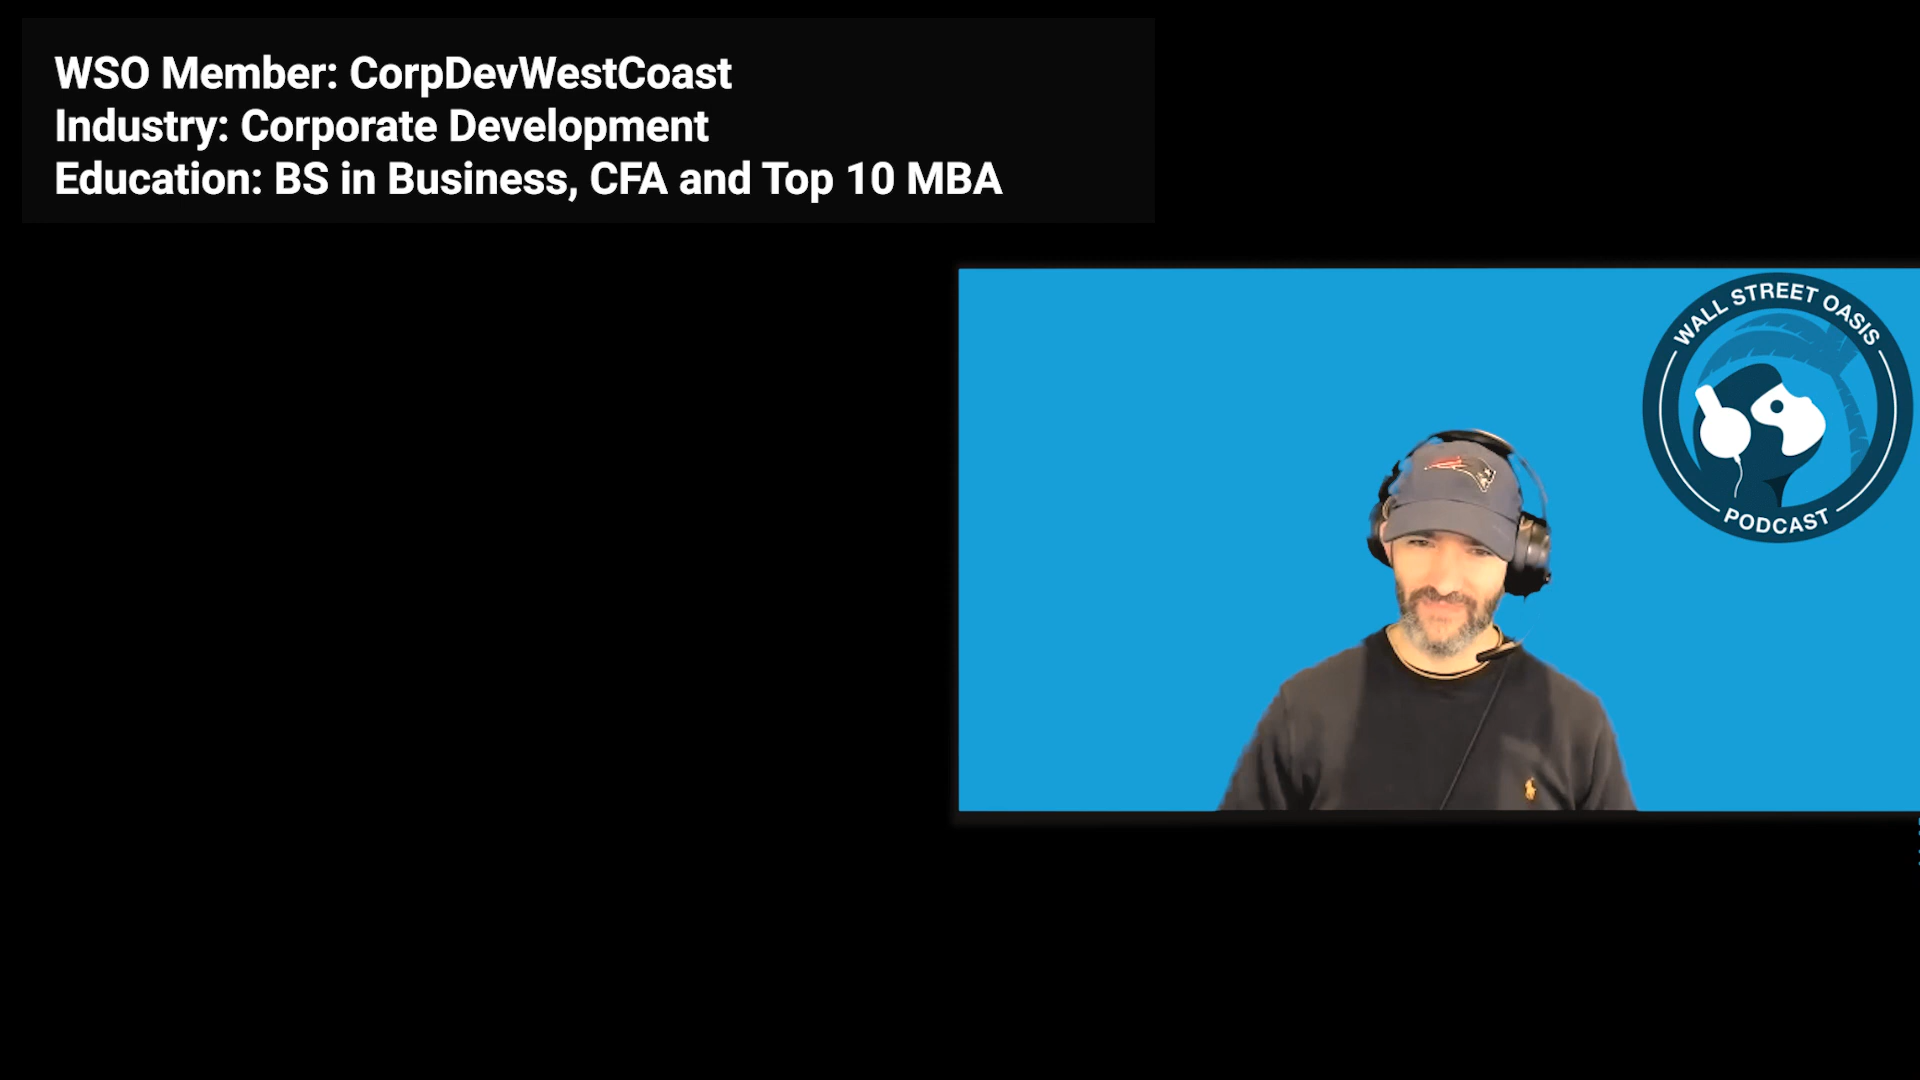 WSO Member: CorpDevWestCoast
Industry: Corporate Development
Education: BS in Business, CFA and Top 10 MBA
WALL STREET OASIS
PODCAST